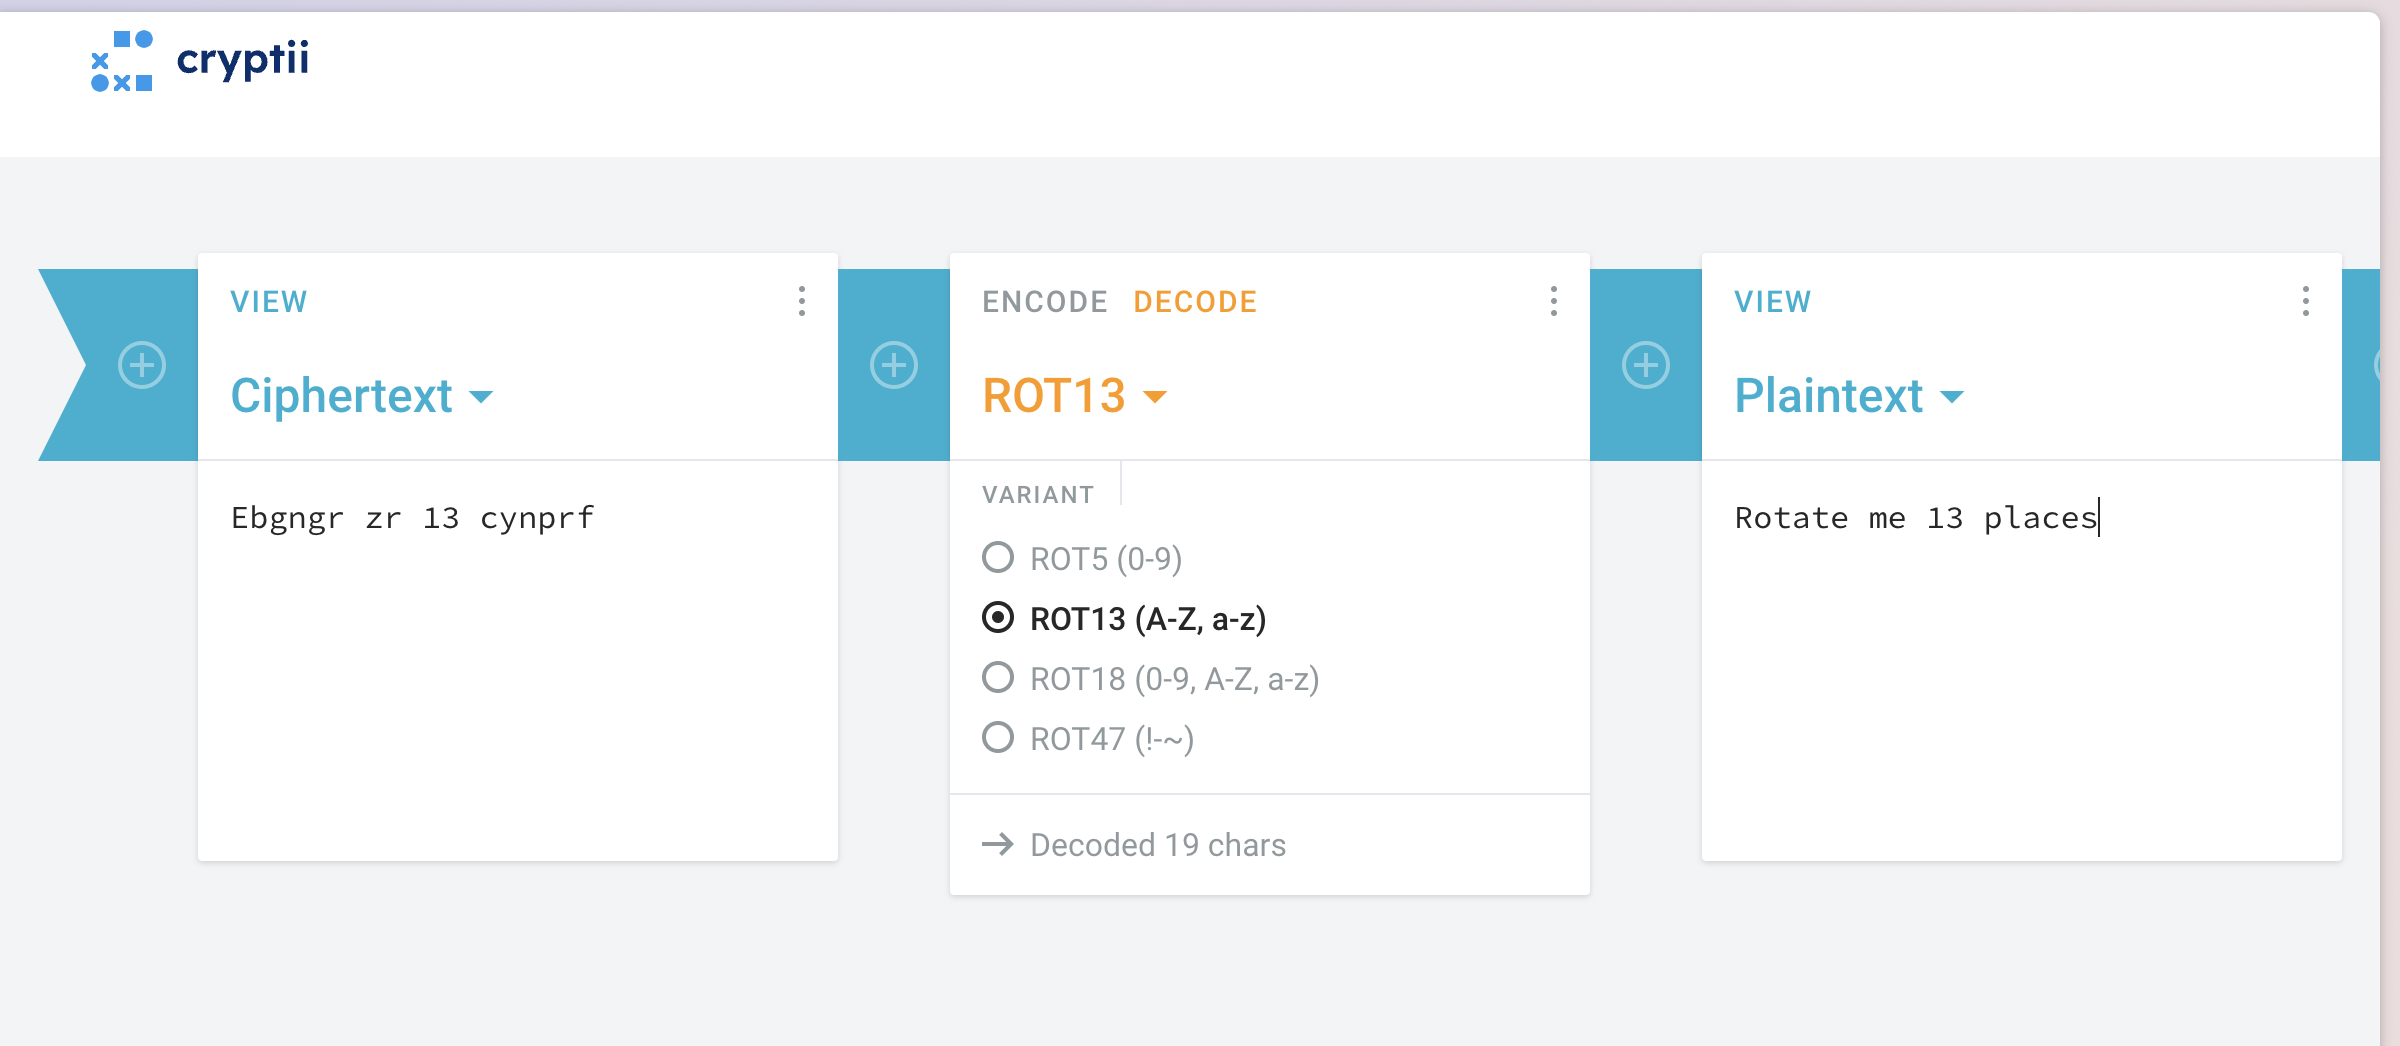 cryptii
VIEW
Ciphertext
Ebgngr zr 13 cynprf
ENCODE DECODE
ROT13
VARIANT
ROT5 (0-9)
ROT13 (A-Z, a-z)
ROT18 (0-9, A-Z, a-z)
ROT47 (!-~)
Decoded 19 chars
VIEW
Plaintext
Rotate me 13 places